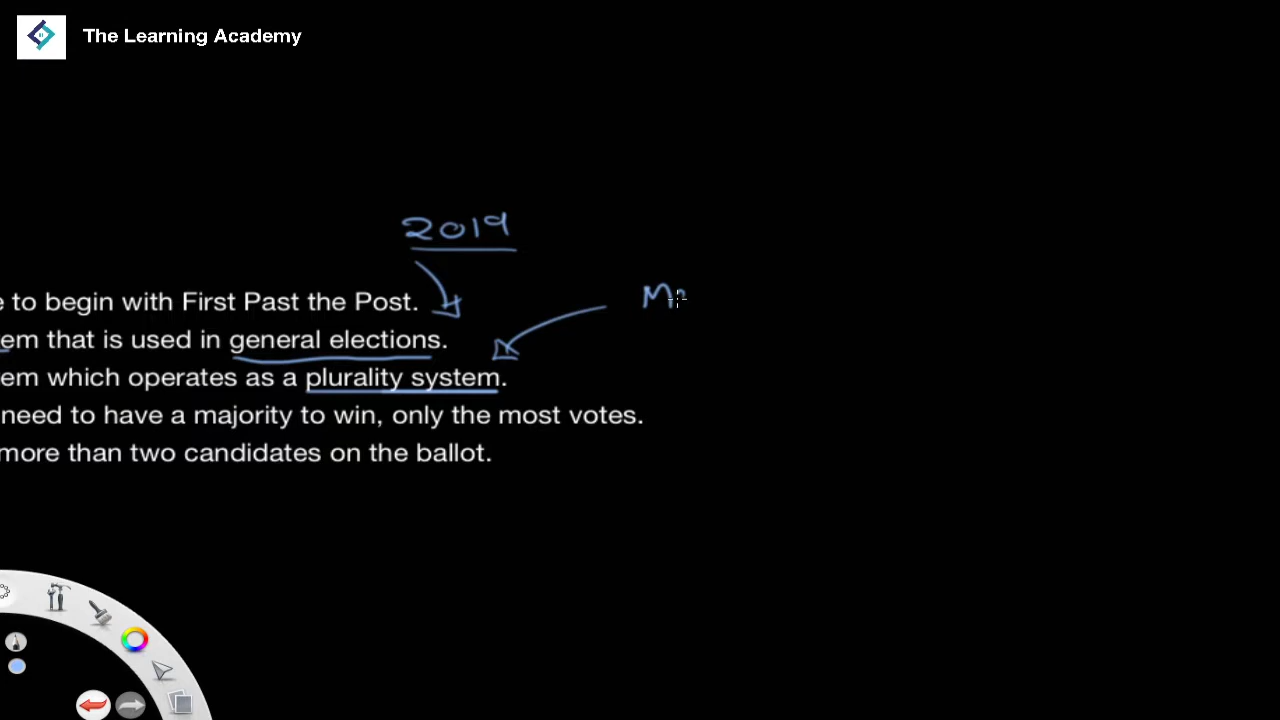 The Learning Academy
2019
e to begin with First Past the Post.
em that is used in general elections.
em which operates as a plurality system.
need to have a majority to win, only the most votes.
more than two candidates on the ballot.